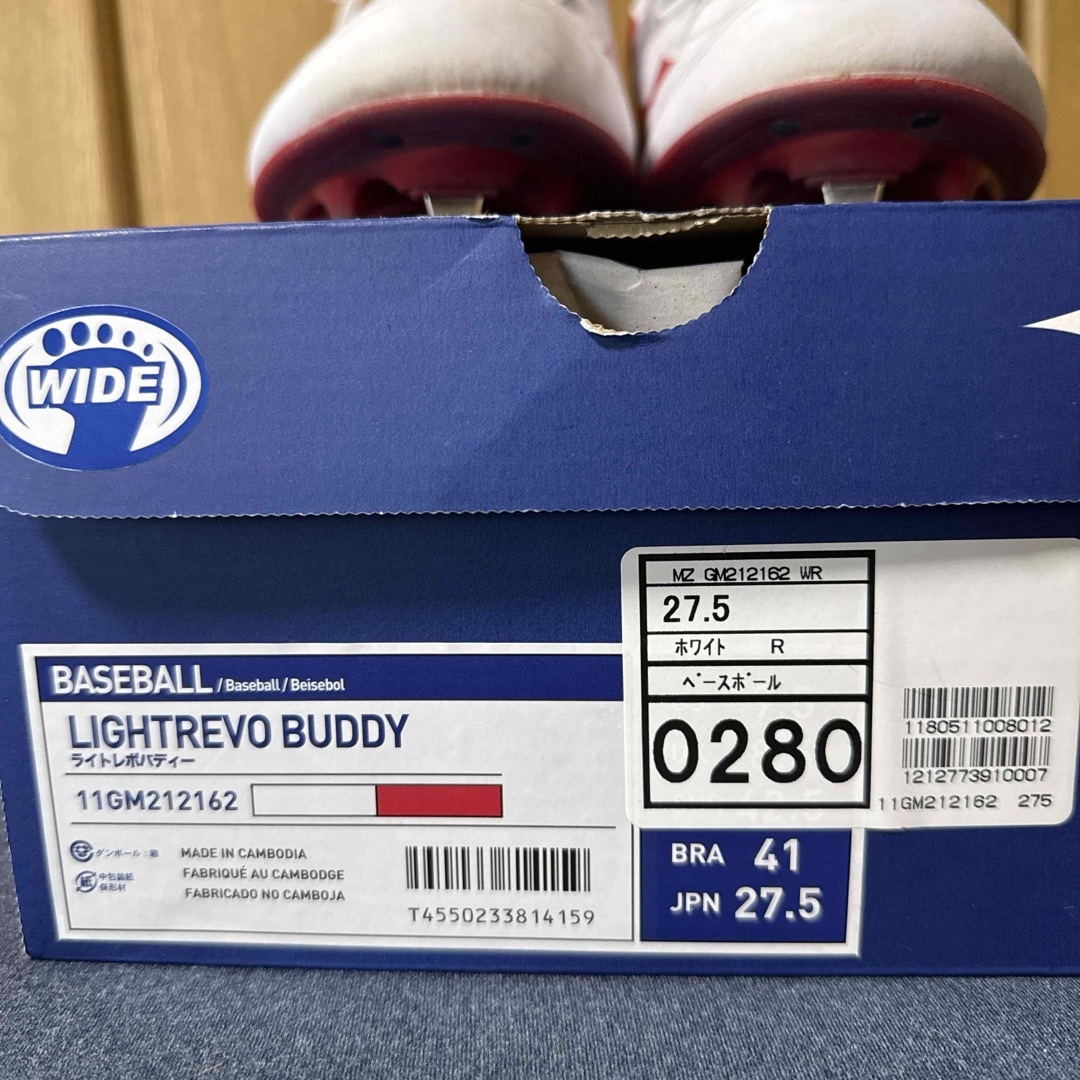 WIDE
MZ GM212162 WR
27.5
ホワイト R
ベースボール
0280
1180511008012
1212773910007
11GM212162 275
BASEBALL / Baseball / Beisebol
LIGHTREVO BUDDY
ライトレボバディー
11GM212162
ダンボール：箱
中包装紙
保形材
紙
MADE IN CAMBODIA
FABRIQUÉ AU CAMBODGE
FABRICADO NO CAMBOJA
T4550233814159
BRA 41
JPN 27.5